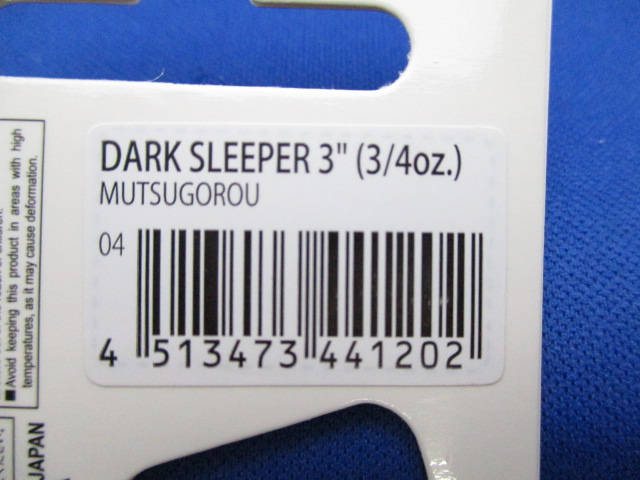 DARK SLEEPER 3" (3/4oz.)
MUTSUGOROU
04
4 513473 441202
■Avoid keeping this product in areas with high
temperatures, as it may cause deformation.
JAPAN